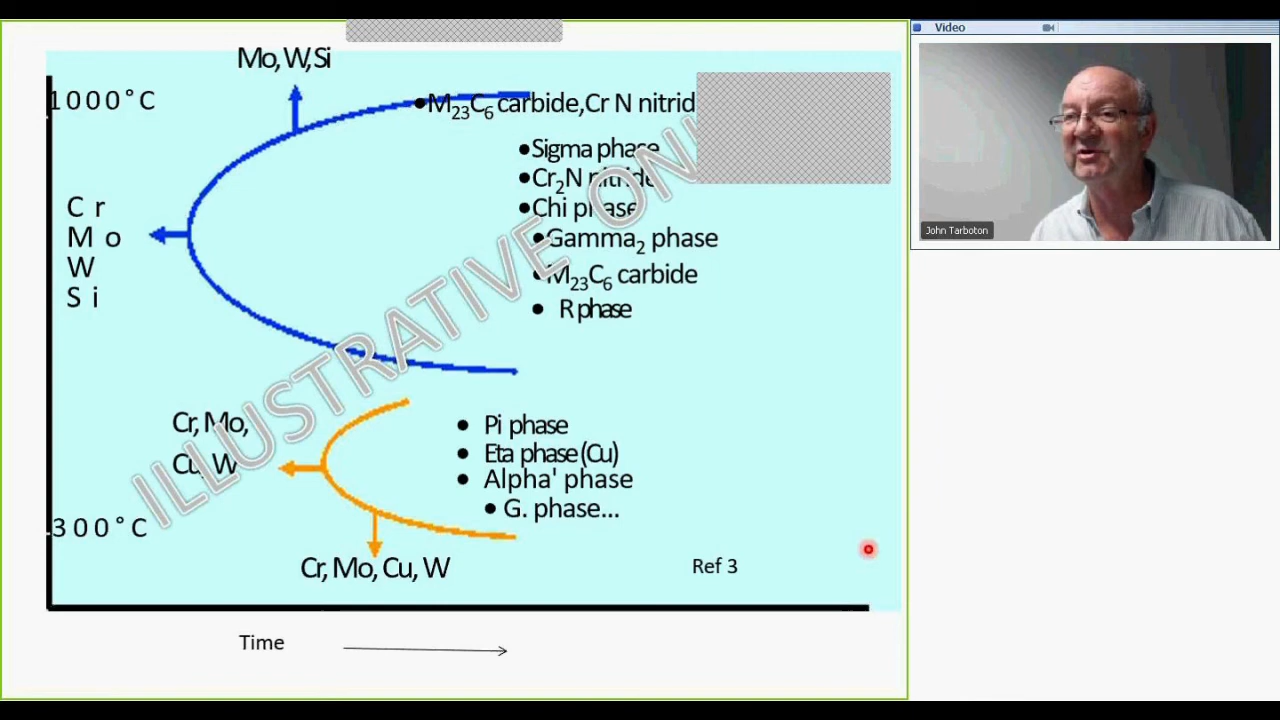 Video
Mo, W, Si
1000°C
•M23C6 carbide,Cr N nitrid
•Sigma phase
•Cr2N nitride
•Chi phase
•Gamma2 phase
•M23C6 carbide
• R phase
Cr
Mo
W
Si
ILLUSTRATIVE ON
Cr, Mo,
Cu, W
• Pi phase
• Eta phase (Cu)
• Alpha' phase
• G. phase...
300°C
Cr, Mo, Cu, W
Ref 3
Time
John Tarboton